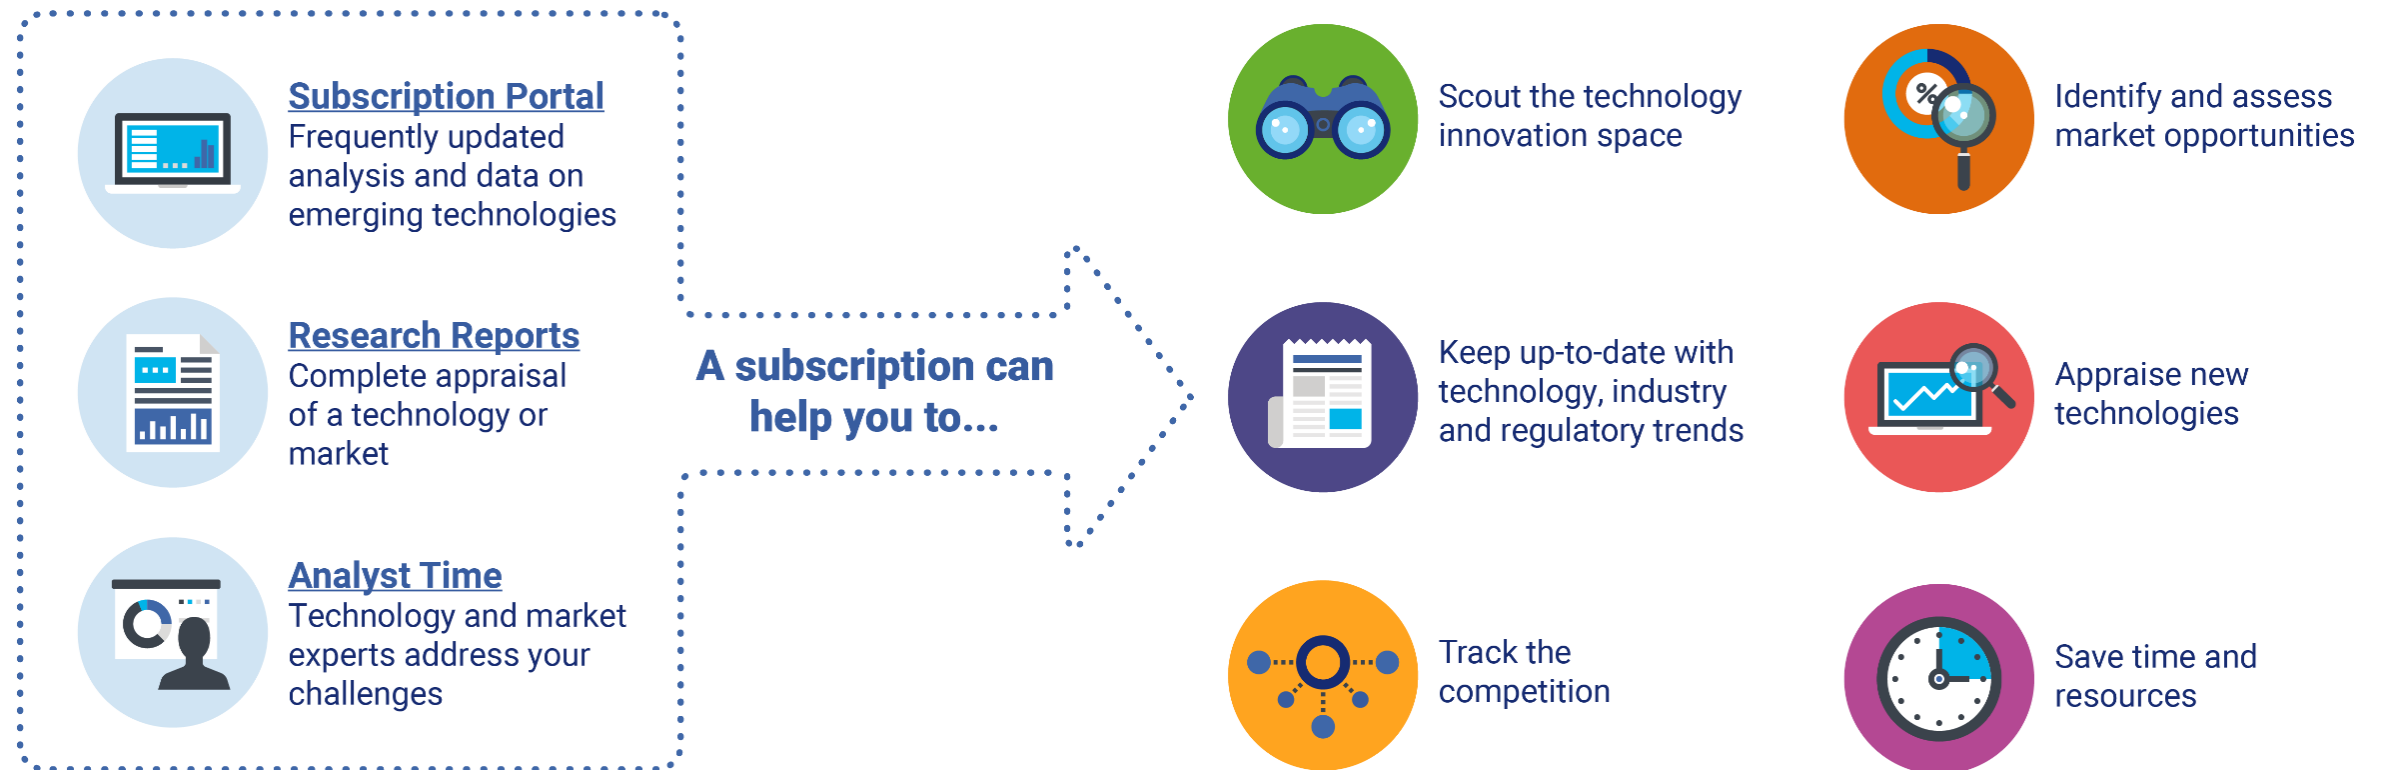 Subscription Portal
Frequently updated
analysis and data on
emerging technologies
Research Reports
Complete appraisal
of a technology or
market
Analyst Time
Technology and market
experts address your
challenges
A subscription can
help you to...
Scout the technology
innovation space
%
Identify and assess
market opportunities
Keep up-to-date with
technology, industry
and regulatory trends
Appraise new
technologies
Track the
competition
Save time and
resources